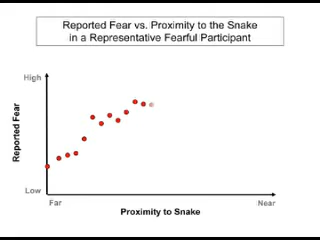 Reported Fear vs. Proximity to the Snake
in a Representative Fearful Participant
High
Reported Fear
Low
Far
Near
Proximity to Snake